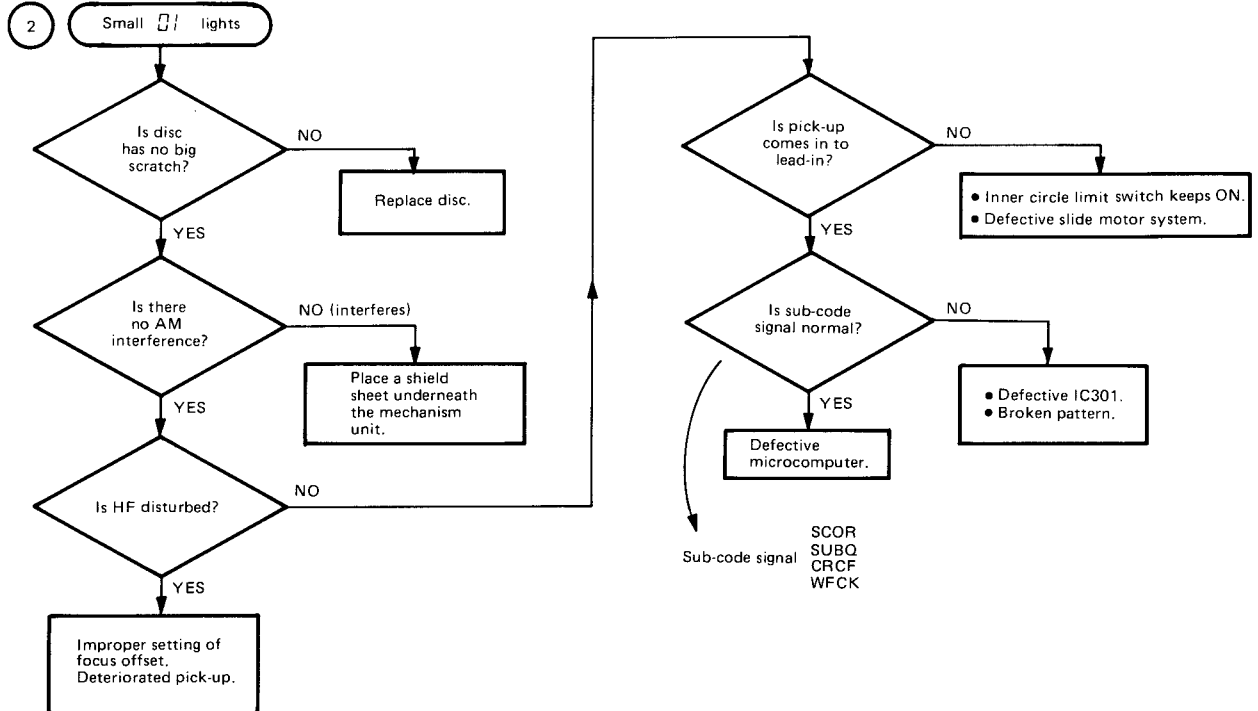 2
Small 01 lights
Is disc
has no big
scratch?
NO
Replace disc.
YES
Is there
no AM
interference?
NO (interferes)
Place a shield
sheet underneath
the mechanism
unit.
YES
Is HF disturbed?
NO
YES
Improper setting of
focus offset.
Deteriorated pick-up.
Is pick-up
comes in to
lead-in?
NO
• Inner circle limit switch keeps ON.
• Defective slide motor system.
YES
Is sub-code
signal normal?
NO
• Defective IC301.
• Broken pattern.
YES
Defective
microcomputer.
Sub-code signal
SCOR
SUBQ
CRCF
WFCK